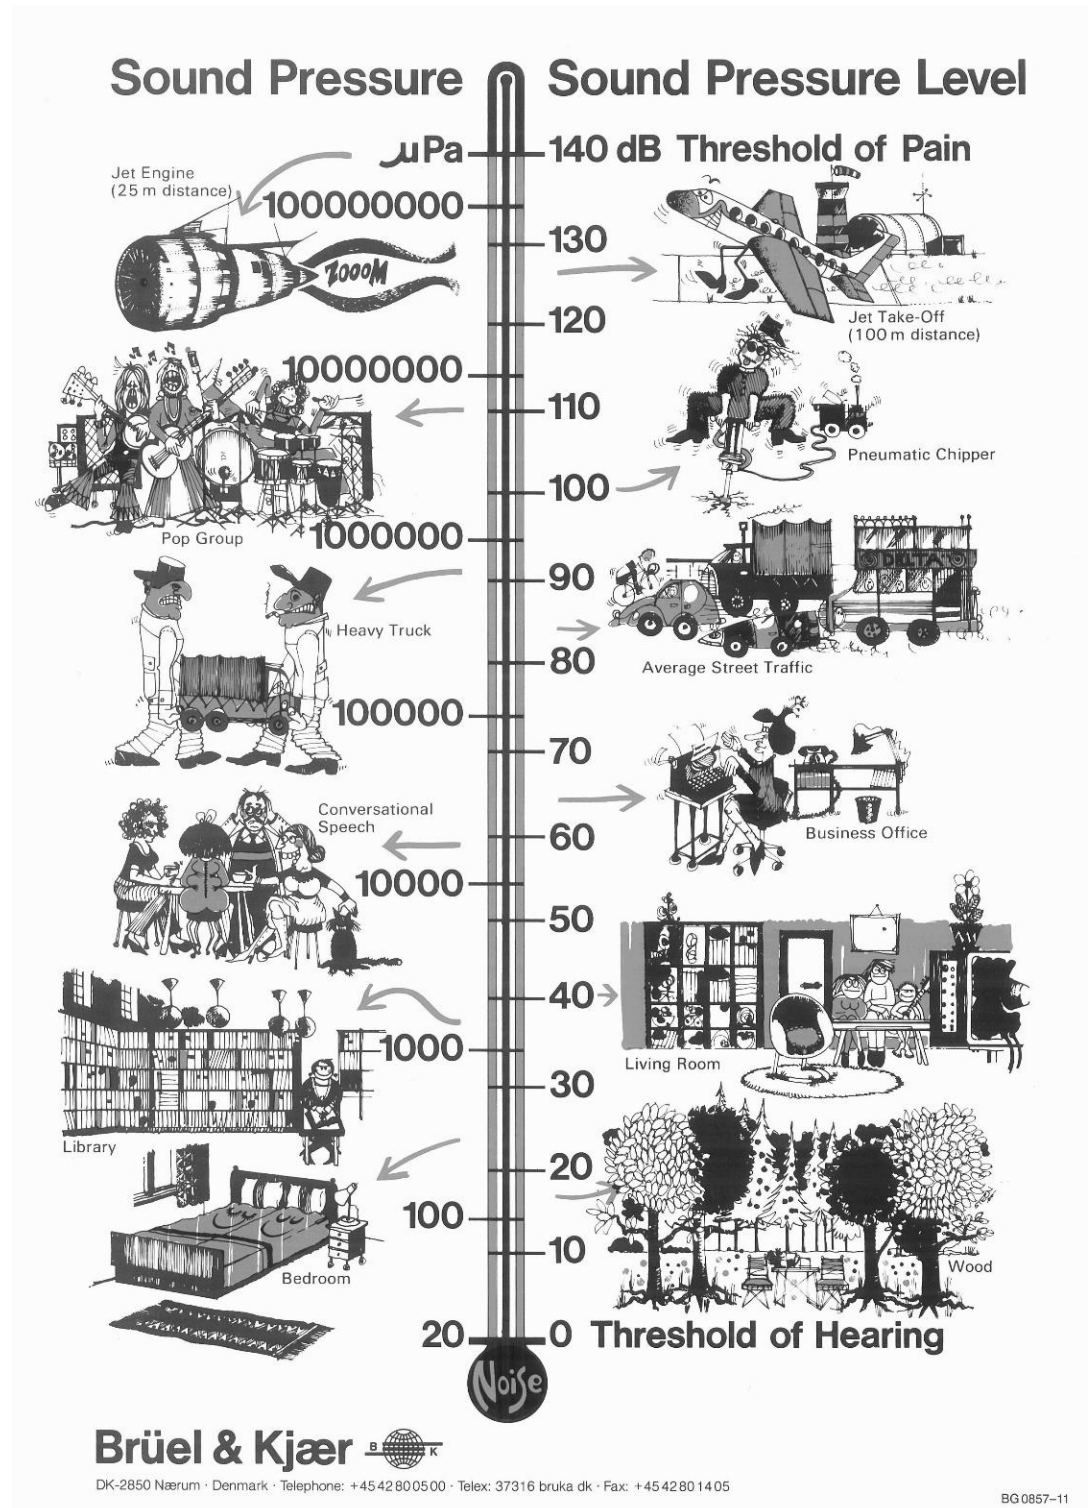 Sound Pressure
Sound Pressure Level
µPa
140 dB Threshold of Pain
Jet Engine
(25 m distance)
100000000
130
ZOOOM
120
Jet Take-Off
(100 m distance)
10000000
110
Pneumatic Chipper
100
Pop Group
1000000
90
DELTA
Heavy Truck
80
Average Street Traffic
100000
70
Conversational
Speech
Business Office
60
10000
50
40
1000
Living Room
30
Library
20
100
10
Wood
Bedroom
20
0 Threshold of Hearing
Noise
Brüel & Kjær
B K
DK-2850 Nærum · Denmark · Telephone: +45 42 80 05 00 · Telex: 37316 bruka dk · Fax: +45 42 80 14 05
BG 0857–11